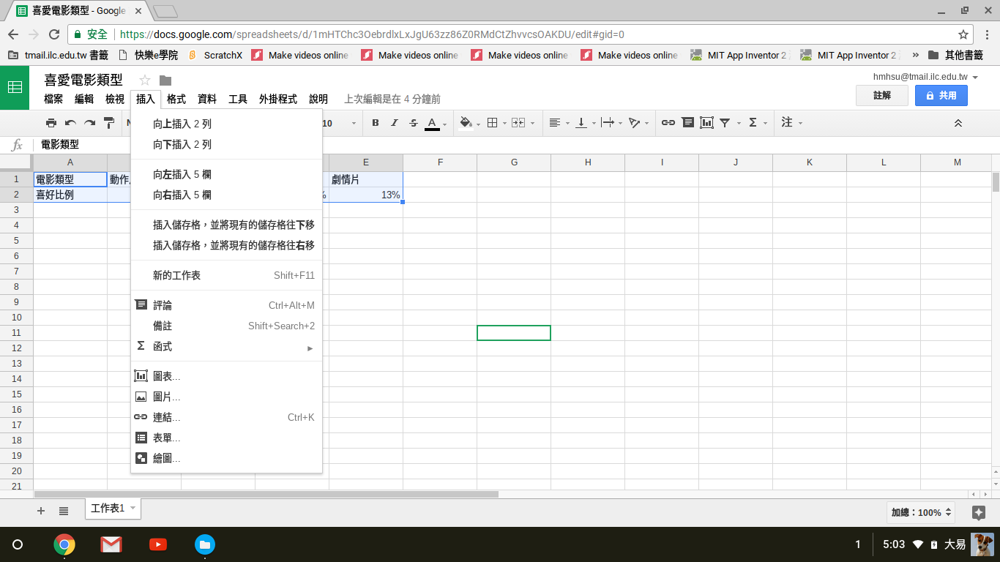 喜愛電影類型 - Google
安全 https://docs.google.com/spreadsheets/d/1mHTChc3OebrdlxLxJgU63zz86Z0RMdCtZhvvcsOAKDU/edit#gid=0
tmail.ilc.edu.tw 書籤 快樂e學院 ScratchX Make videos online Make videos online Make videos online Make videos online MIT App Inventor 2 MIT App Inventor 2 » 其他書籤
喜愛電影類型
hmhsu@tmail.ilc.edu.tw
檔案 編輯 檢視 插入 格式 資料 工具 外掛程式 說明 上次編輯是在 4 分鐘前
註解 共用
10 B I S A Σ 注
fx 電影類型
A E F G H I J K L M
1 電影類型 動作 劇情片
2 喜好比例 % 13%
3
4
5
6
7
8
9
10
11
12
13
14
15
16
17
18
19
20
21
向上插入 2 列
向下插入 2 列
向左插入 5 欄
向右插入 5 欄
插入儲存格，並將現有的儲存格往下移
插入儲存格，並將現有的儲存格往右移
新的工作表 Shift+F11
評論 Ctrl+Alt+M
備註 Shift+Search+2
Σ 函式
圖表...
圖片...
連結... Ctrl+K
表單...
繪圖...
工作表1
加總：100%
1 5:03 大易